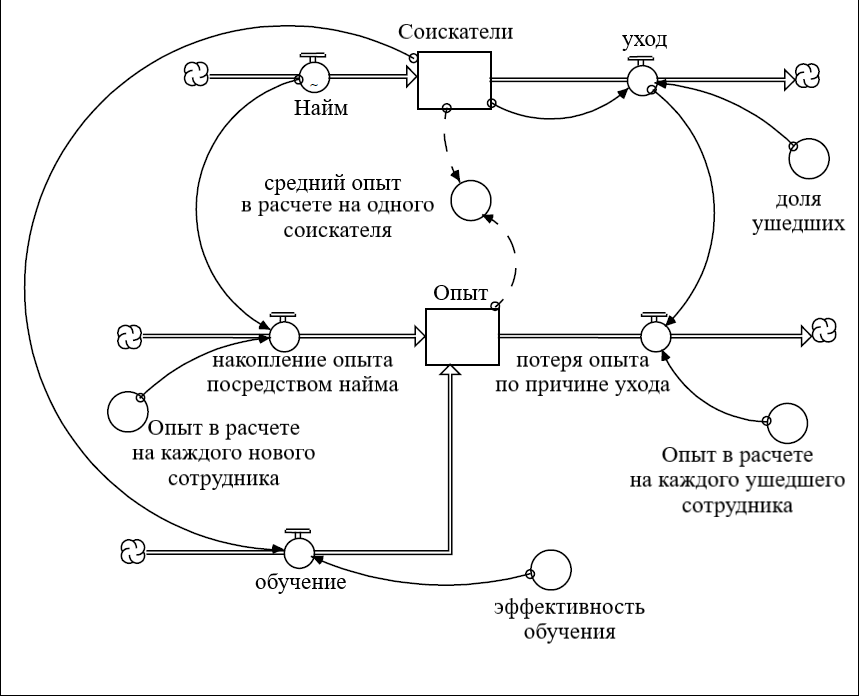 Соискатели
уход
Найм
~
средний опыт
в расчете на одного
соискателя
доля
ушедших
Опыт
накопление опыта
посредством найма
потеря опыта
по причине ухода
Опыт в расчете
на каждого нового
сотрудника
Опыт в расчете
на каждого ушедшего
сотрудника
обучение
эффективность
обучения